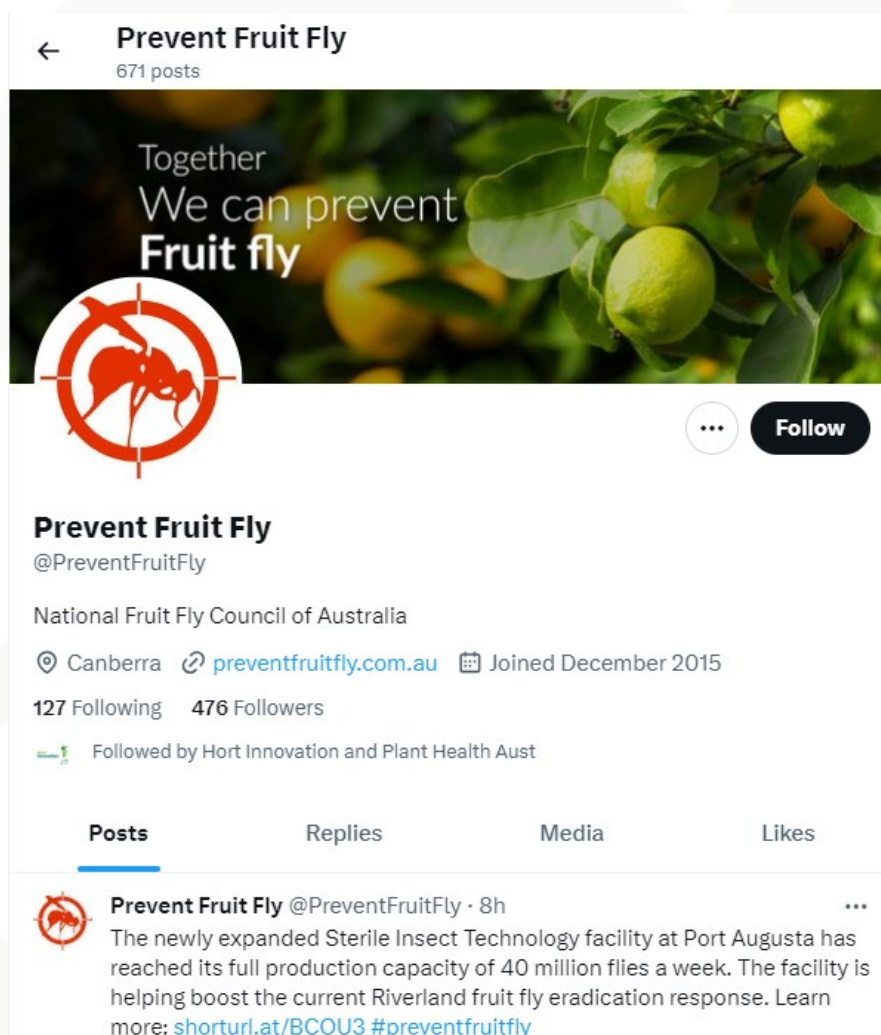 Prevent Fruit Fly
671 posts
Together
We can prevent
Fruit fly
Follow
Prevent Fruit Fly
@PreventFruitFly
National Fruit Fly Council of Australia
Canberra preventfruitfly.com.au Joined December 2015
127 Following 476 Followers
Followed by Hort Innovation and Plant Health Aust
Posts Replies Media Likes
Prevent Fruit Fly @PreventFruitFly · 8h
The newly expanded Sterile Insect Technology facility at Port Augusta has
reached its full production capacity of 40 million flies a week. The facility is
helping boost the current Riverland fruit fly eradication response. Learn
more: shorturl.at/BCOU3 #preventfruitfly